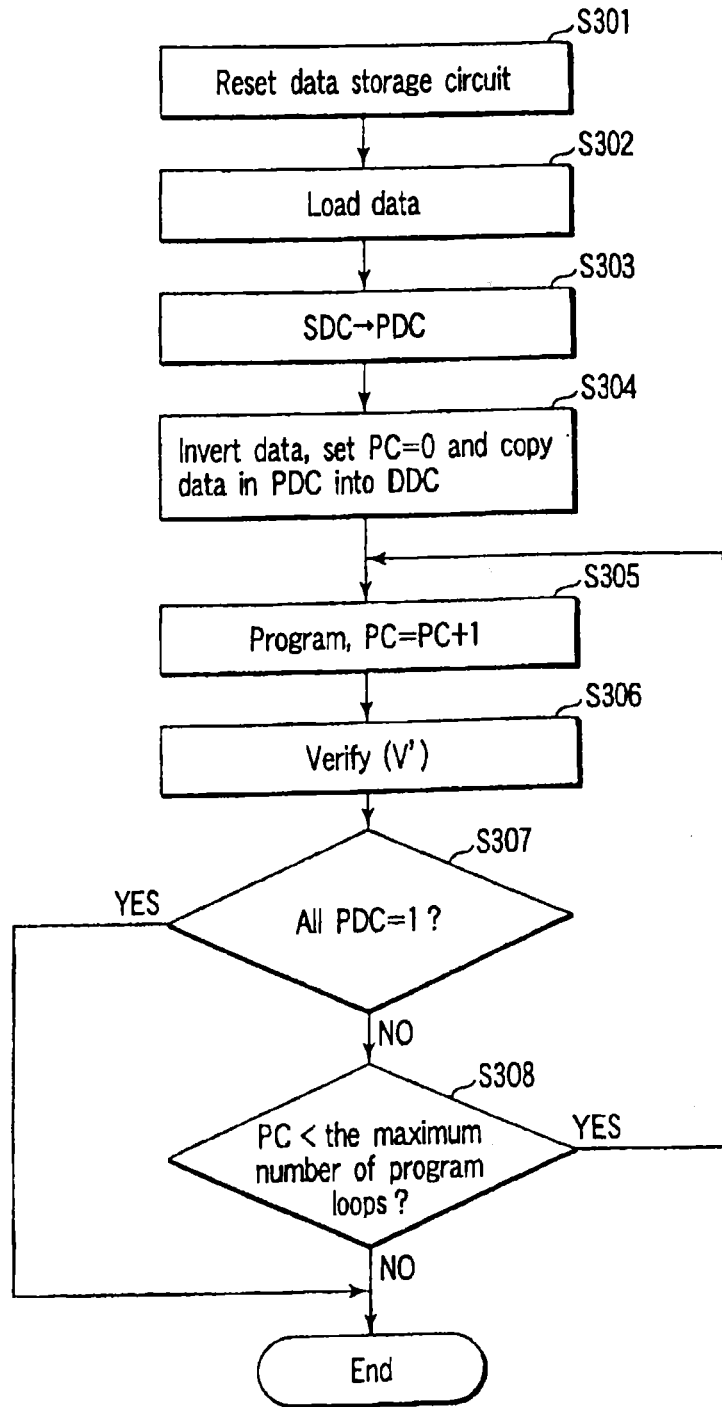 S301
Reset data storage circuit
S302
Load data
S303
SDC→PDC
S304
Invert data, set PC=0 and copy
data in PDC into DDC
S305
Program, PC=PC+1
S306
Verify (V')
S307
YES
All PDC=1?
NO
S308
PC < the maximum
number of program
loops?
YES
NO
End